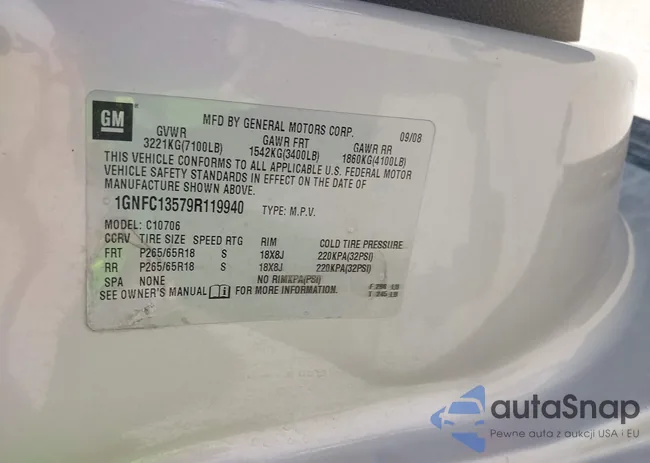 GM
MFD BY GENERAL MOTORS CORP. 09/08
GVWR GAWR FRT GAWR RR
3221KG(7100LB) 1542KG(3400LB) 1860KG(4100LB)
THIS VEHICLE CONFORMS TO ALL APPLICABLE U.S. FEDERAL MOTOR
VEHICLE SAFETY STANDARDS IN EFFECT ON THE DATE OF
MANUFACTURE SHOWN ABOVE.
1GNFC13579R119940 TYPE: M.P.V.
MODEL: C10706
CCRV TIRE SIZE SPEED RTG RIM COLD TIRE PRESSURE
FRT P265/65R18 S 18X8J 220KPA(32PSI)
RR P265/65R18 S 18X8J 220KPA(32PSI)
SPA NONE NO RIMKPA(PSI)
SEE OWNER'S MANUAL FOR MORE INFORMATION.
autaSnap
Pewne auta z aukcji USA i EU